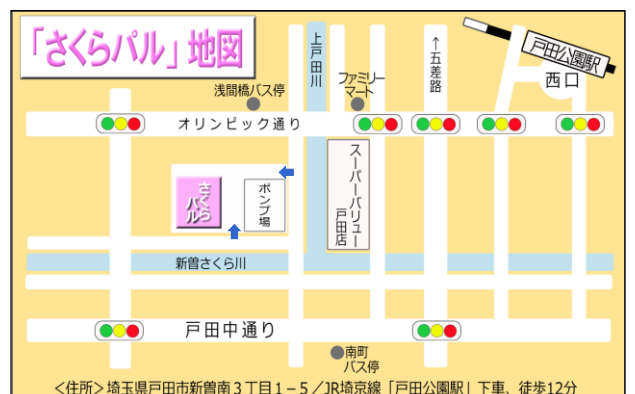 「さくらパル」地図
上戸田川
↑五差路
戸田公園駅
西口
浅間橋バス停
ファミリー
マート
オリンピック通り
さくら
パル
ポンプ場
スーパーバリュー
戸田店
新曽さくら川
戸田中通り
南町
バス停
<住所>埼玉県戸田市新曽南3丁目1-5/JR埼京線「戸田公園駅」下車、徒歩12分